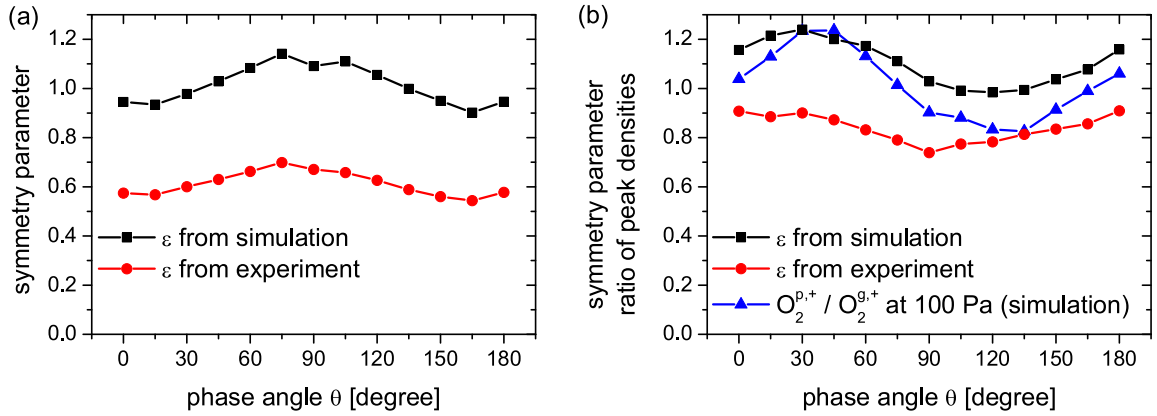 (a)
symmetry parameter
1.2
1.0
0.8
0.6
0.4
0.2
0.0
ε from simulation
ε from experiment
0 30 60 90 120 150 180
phase angle θ [degree]
(b)
symmetry parameter
ratio of peak densities
1.2
1.0
0.8
0.6
0.4
0.2
0.0
ε from simulation
ε from experiment
O₂ᵖ,⁺ / O₂ᵍ,⁺ at 100 Pa (simulation)
0 30 60 90 120 150 180
phase angle θ [degree]